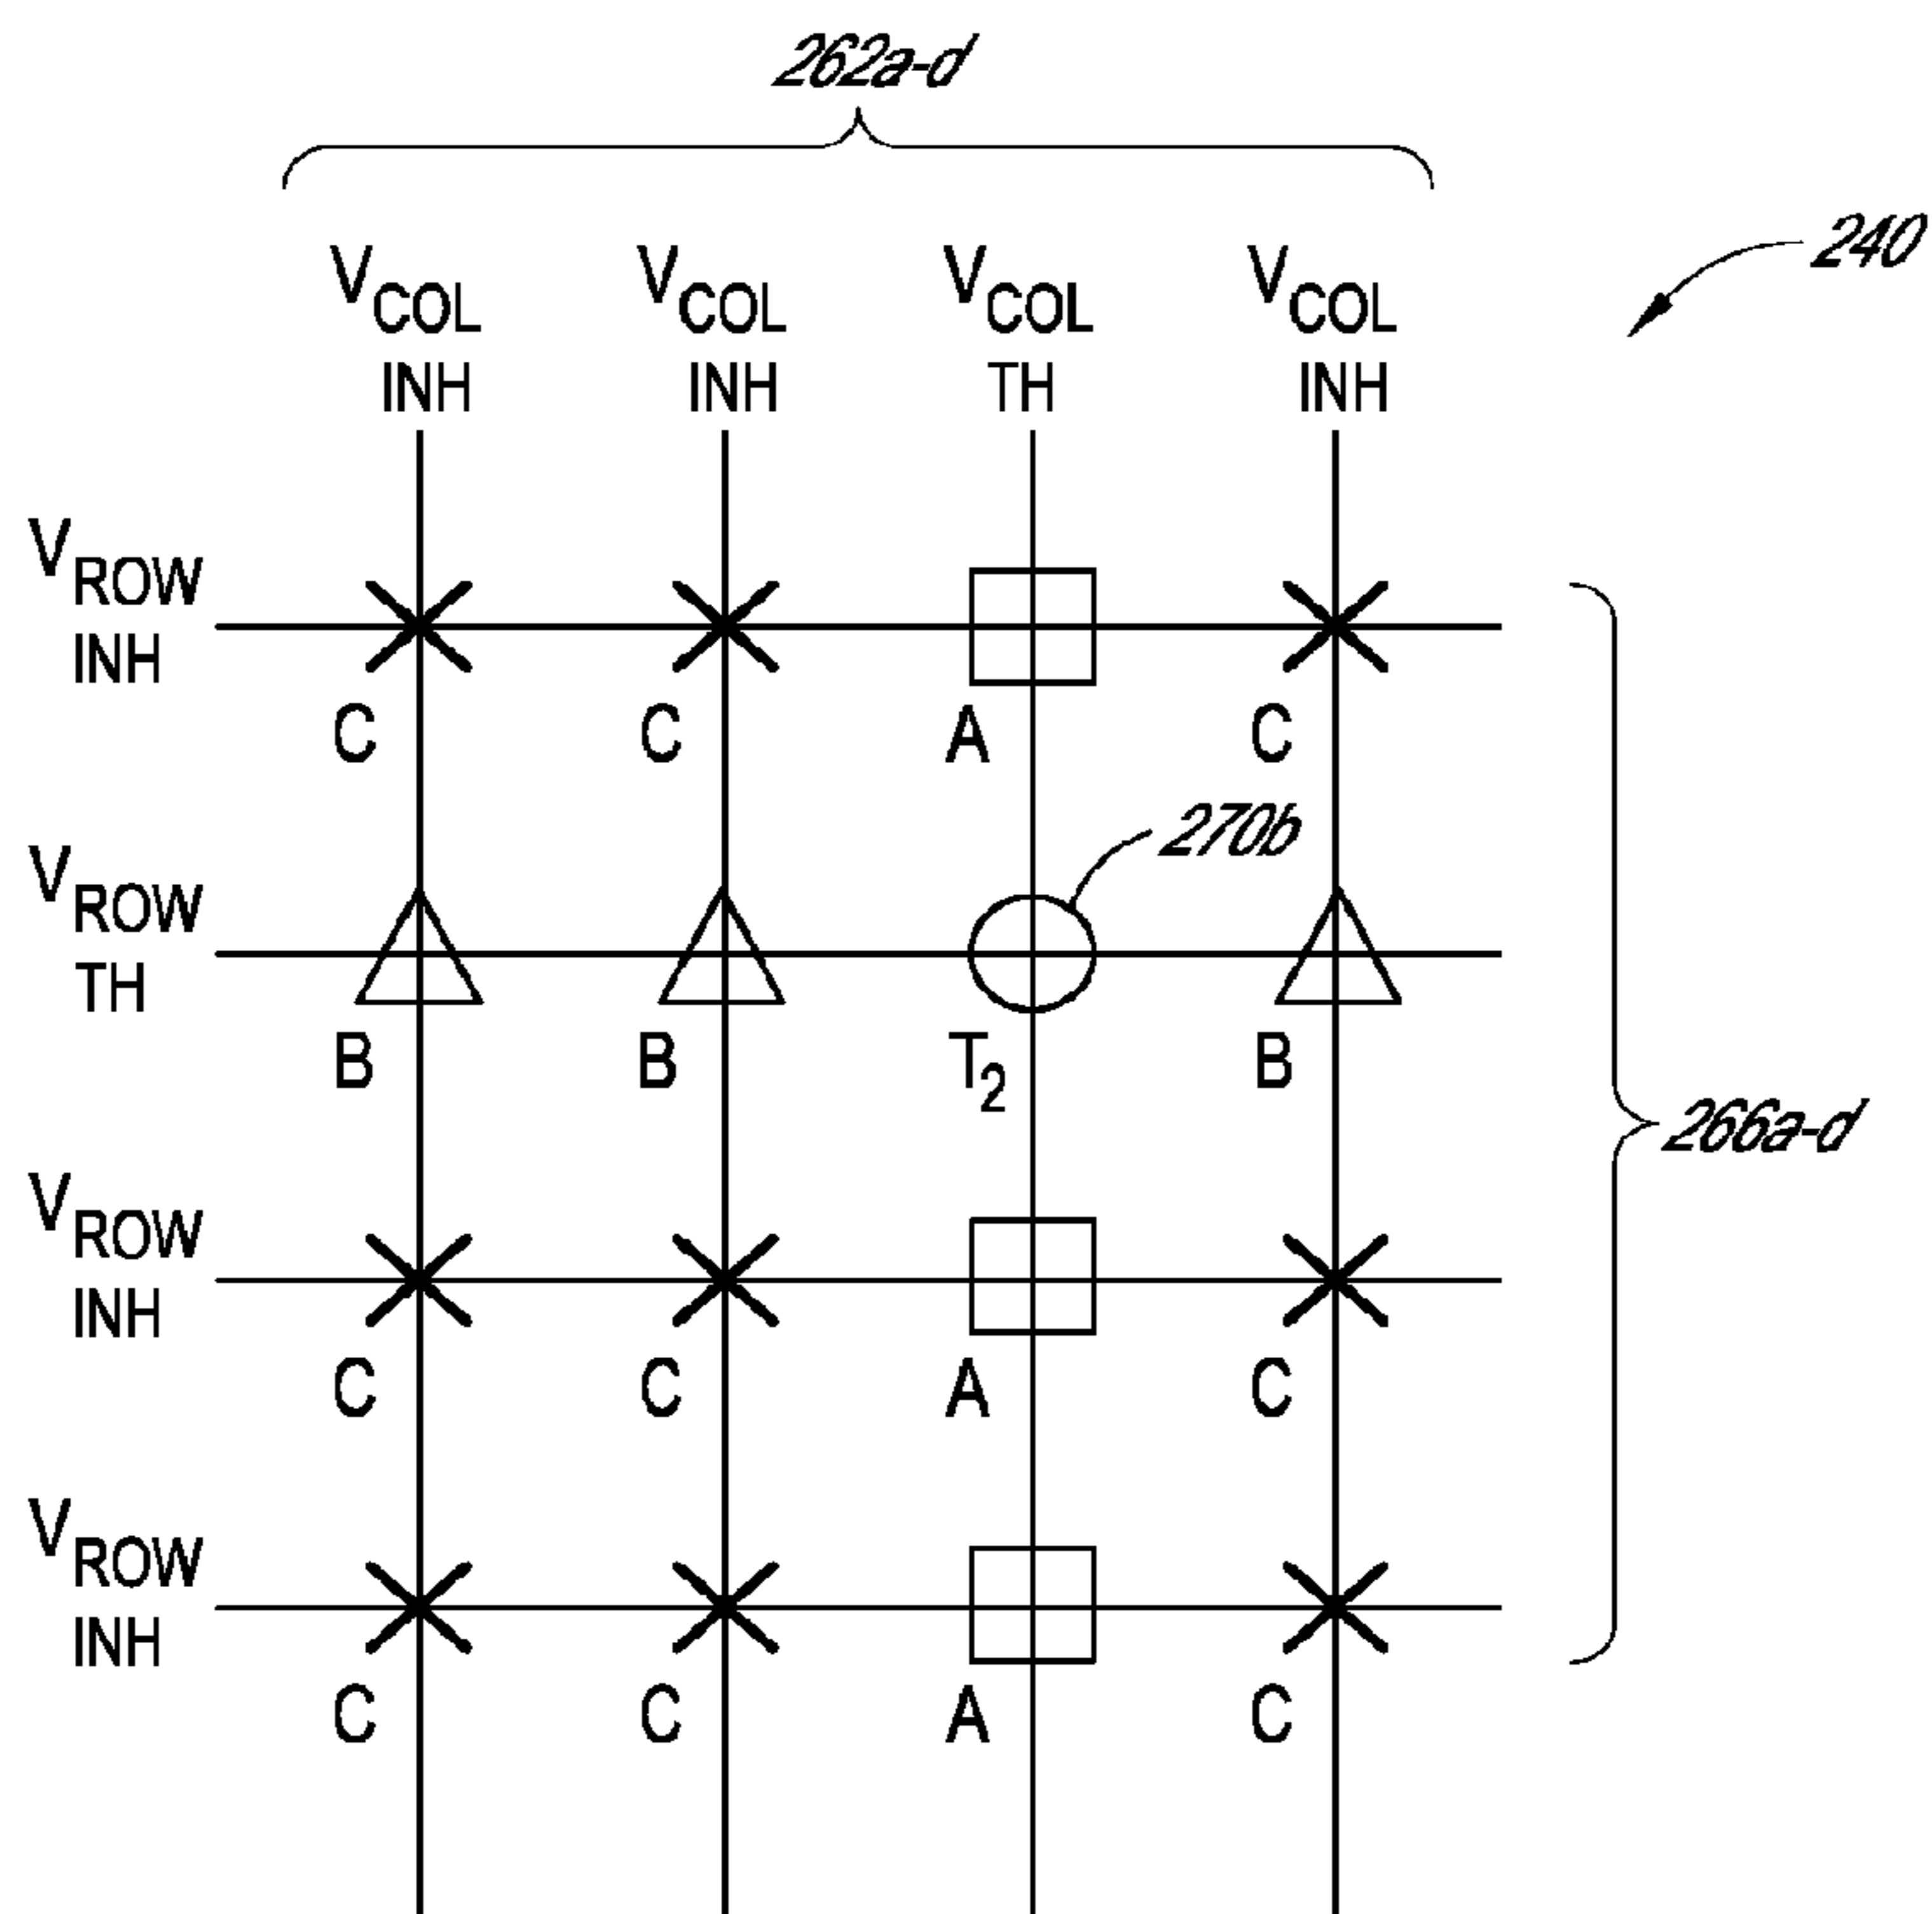 262a-d
240
VCOL VCOL VCOL VCOL
INH INH TH INH
VROW
INH
C C A C
270b
VROW
TH
B B T2 B
266a-d
VROW
INH
C C A C
VROW
INH
C C A C